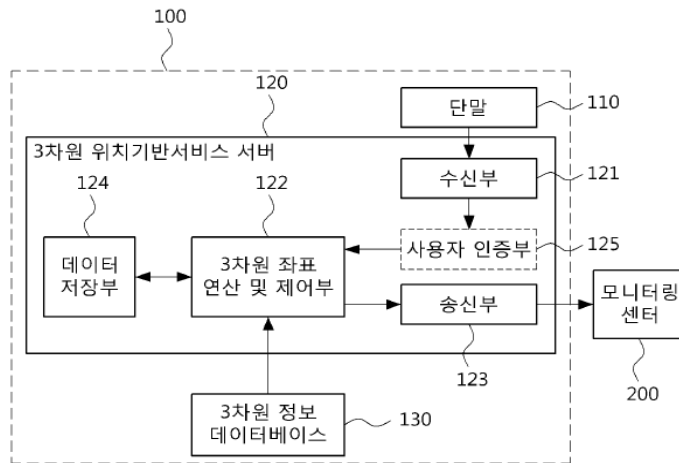 100
120
단말
110
3차원 위치기반서비스 서버
124
122
수신부
121
데이터
저장부
3차원 좌표
연산 및 제어부
사용자 인증부
125
송신부
모니터링
센터
123
200
3차원 정보
데이터베이스
130